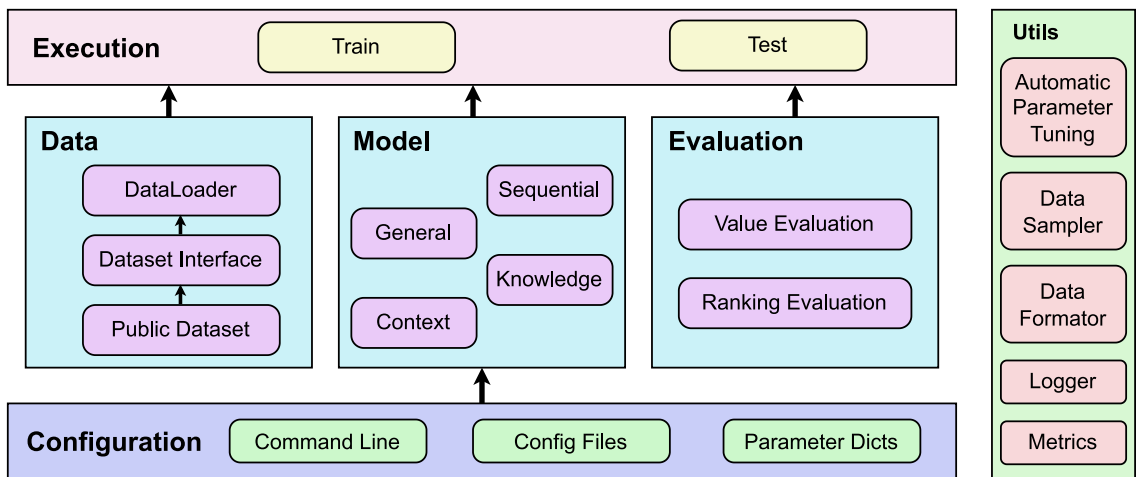 Execution
Train
Test
Data
DataLoader
Dataset Interface
Public Dataset
Model
Sequential
General
Knowledge
Context
Evaluation
Value Evaluation
Ranking Evaluation
Configuration
Command Line
Config Files
Parameter Dicts
Utils
Automatic
Parameter
Tuning
Data
Sampler
Data
Formator
Logger
Metrics